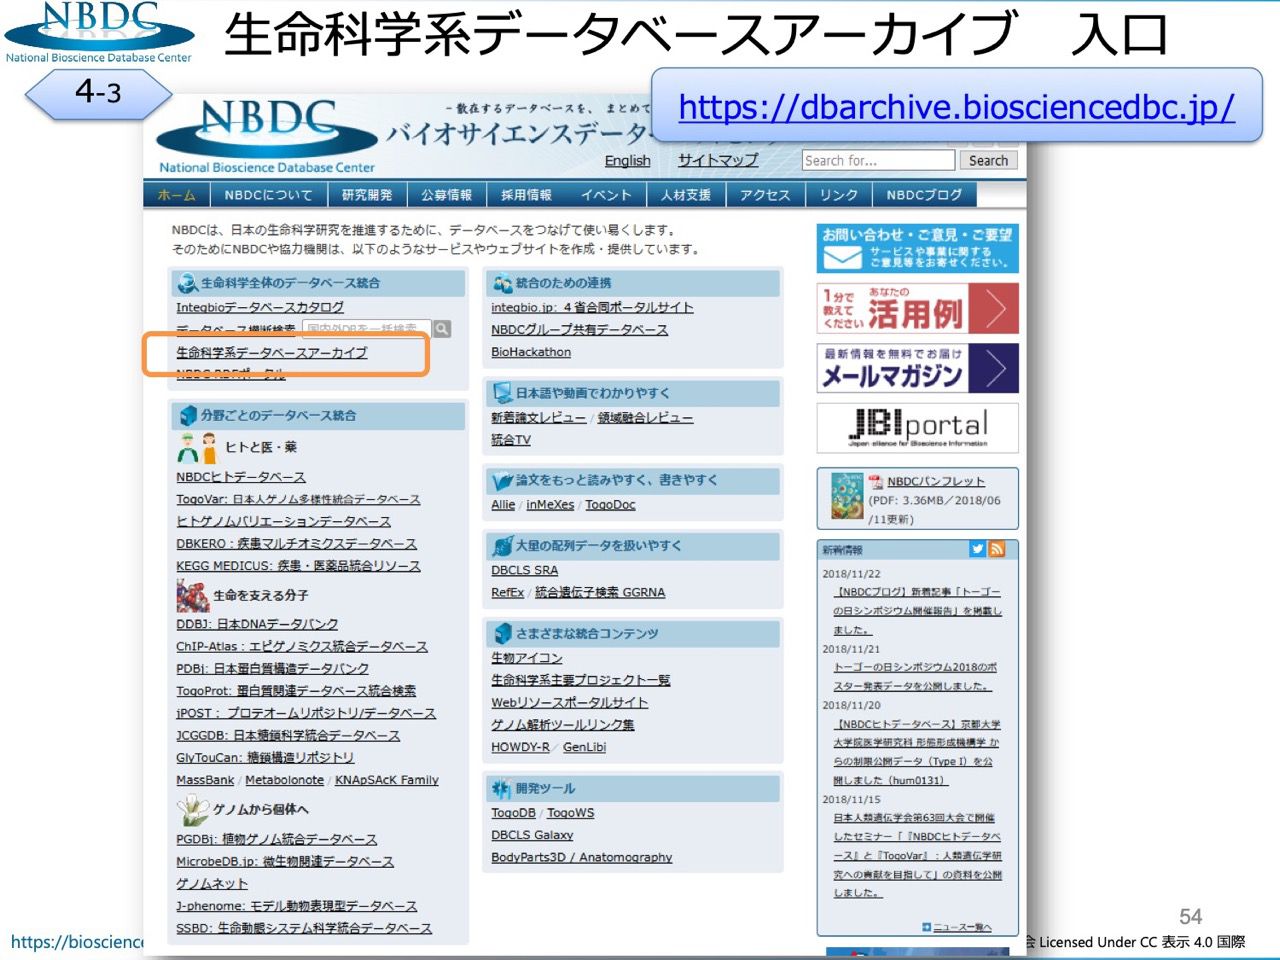 NBDC
National Bioscience Database Center
生命科学系データベースアーカイブ　入口
4-3
https://dbarchive.biosciencedbc.jp/
NBDC
National Bioscience Database Center
- 散在するデータベースを、まとめて
バイオサイエンスデータ
English サイトマップ Search for... Search
ホーム NBDCについて 研究開発 公募情報 採用情報 イベント 人材支援 アクセス リンク NBDCブログ
NBDCは、日本の生命科学研究を推進するために、データベースをつなげて使い易くします。
そのためにNBDCや協力機関は、以下のようなサービスやウェブサイトを作成・提供しています。
生命科学全体のデータベース統合
Integbioデータベースカタログ
データベース横断検索 国内外DBを一括検索
生命科学系データベースアーカイブ
NBDC RDFポータル
分野ごとのデータベース統合
ヒトと医・薬
NBDCヒトデータベース
TogoVar: 日本人ゲノム多様性統合データベース
ヒトゲノムバリエーションデータベース
DBKERO：疾患マルチオミクスデータベース
KEGG MEDICUS: 疾患・医薬品統合リソース
生命を支える分子
DDBJ: 日本DNAデータバンク
ChIP-Atlas：エピゲノミクス統合データベース
PDBj: 日本蛋白質構造データバンク
TogoProt: 蛋白質関連データベース統合検索
jPOST： プロテオームリポジトリ/データベース
JCGGDB: 日本糖鎖科学統合データベース
GlyTouCan: 糖鎖構造リポジトリ
MassBank / Metabolonote / KNApSAcK Family
ゲノムから個体へ
PGDBj: 植物ゲノム統合データベース
MicrobeDB.jp: 微生物関連データベース
ゲノムネット
J-phenome: モデル動物表現型データベース
SSBD: 生命動態システム科学統合データベース
統合のための連携
integbio.jp: ４省合同ポータルサイト
NBDCグループ共有データベース
BioHackathon
日本語や動画でわかりやすく
新着論文レビュー / 領域融合レビュー
統合TV
論文をもっと読みやすく、書きやすく
Allie / inMeXes / TogoDoc
大量の配列データを扱いやすく
DBCLS SRA
RefEx / 統合遺伝子検索 GGRNA
さまざまな統合コンテンツ
生物アイコン
生命科学系主要プロジェクト一覧
Webリソースポータルサイト
ゲノム解析ツールリンク集
HOWDY-R / GenLibi
開発ツール
TogoDB / TogoWS
DBCLS Galaxy
BodyParts3D / Anatomography
お問い合わせ・ご意見・ご要望
サービスや事業に関する
ご意見等をお寄せください。
1分で
教えて
ください
あなたの
活用例
最新情報を無料でお届け
メールマガジン
JBIportal
Japan alliance for Bioscience Information
NBDCパンフレット
(PDF: 3.36MB／2018/06
/11更新)
新着情報
2018/11/22
【NBDCブログ】新着記事「トーゴー
の日シンポジウム開催報告」を掲載し
ました。
2018/11/21
トーゴーの日シンポジウム2018のポ
スター発表データを公開しました。
2018/11/20
【NBDCヒトデータベース】京都大学
大学院医学研究科 形態形成機構学 か
らの制限公開データ（Type I）を公
開しました（hum0131）
2018/11/15
日本人類遺伝学会第63回大会で開催
したセミナー「『NBDCヒトデータベ
ース』と『TogoVar』：人類遺伝学研
究への貢献を目指して」の資料を公開
しました。
ニュース一覧へ
54
https://bioscience
会 Licensed Under CC 表示 4.0 国際